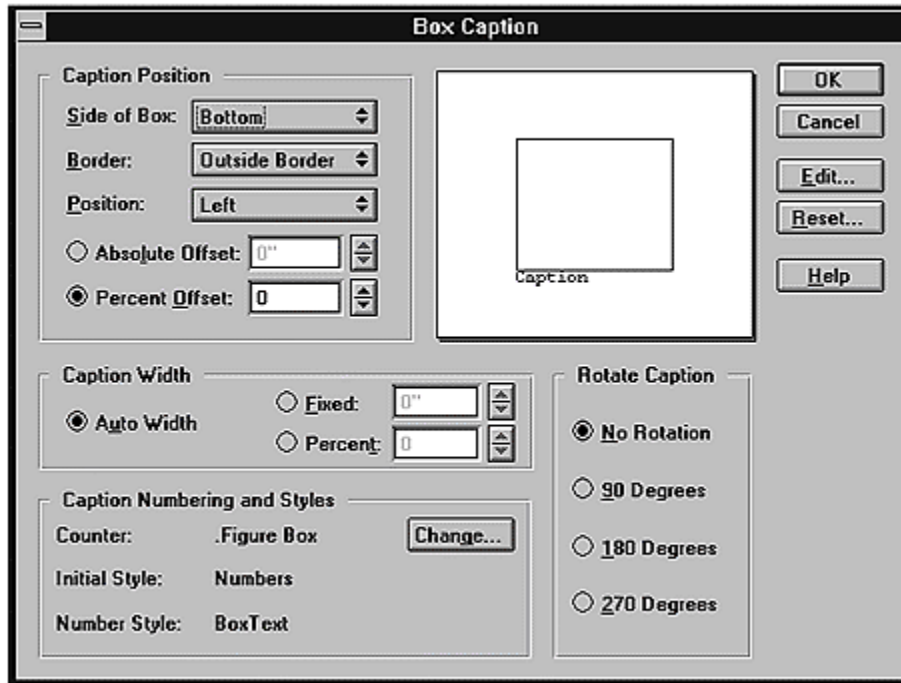 Box Caption
Caption Position
Side of Box: Bottom
Border: Outside Border
Position: Left
Absolute Offset: 0"
Percent Offset: 0
Caption
OK
Cancel
Edit...
Reset...
Help
Caption Width
Auto Width
Fixed: 0"
Percent: 0
Rotate Caption
No Rotation
90 Degrees
180 Degrees
270 Degrees
Caption Numbering and Styles
Counter: .Figure Box Change...
Initial Style: Numbers
Number Style: BoxText